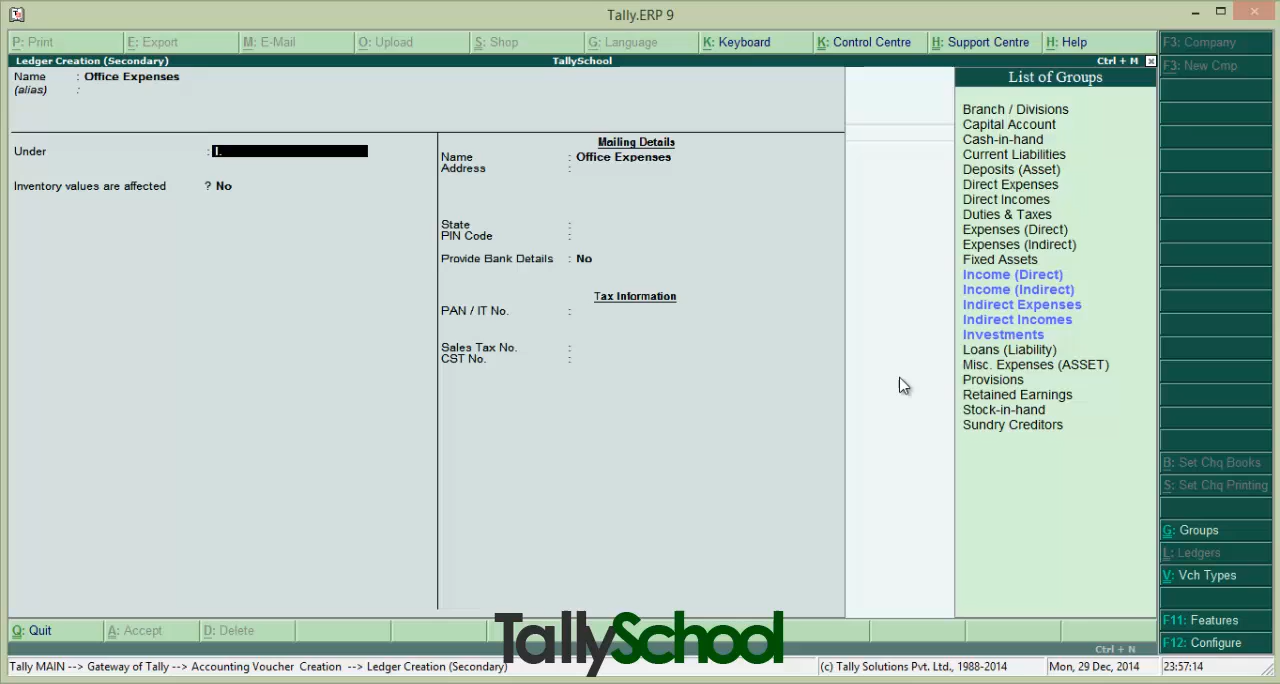 Tally.ERP 9
P: Print E: Export M: E-Mail O: Upload S: Shop G: Language K: Keyboard K: Control Centre H: Support Centre H: Help
F3: Company
F3: New Cmp
Ledger Creation (Secondary) TallySchool Ctrl + M
Name : Office Expenses
(alias) :
Under : I.
Inventory values are affected ? No
Mailing Details
Name : Office Expenses
Address :
State :
PIN Code :
Provide Bank Details : No
Tax Information
PAN / IT No. :
Sales Tax No. :
CST No. :
List of Groups
Branch / Divisions
Capital Account
Cash-in-hand
Current Liabilities
Deposits (Asset)
Direct Expenses
Direct Incomes
Duties & Taxes
Expenses (Direct)
Expenses (Indirect)
Fixed Assets
Income (Direct)
Income (Indirect)
Indirect Expenses
Indirect Incomes
Investments
Loans (Liability)
Misc. Expenses (ASSET)
Provisions
Retained Earnings
Stock-in-hand
Sundry Creditors
B: Set Chq Books
S: Set Chq Printing
G: Groups
L: Ledgers
V: Vch Types
F11: Features
F12: Configure
Q: Quit A: Accept D: Delete
TallySchool
Ctrl + N
Tally MAIN --> Gateway of Tally --> Accounting Voucher Creation --> Ledger Creation (Secondary) (c) Tally Solutions Pvt. Ltd., 1988-2014 Mon, 29 Dec, 2014 23:57:14